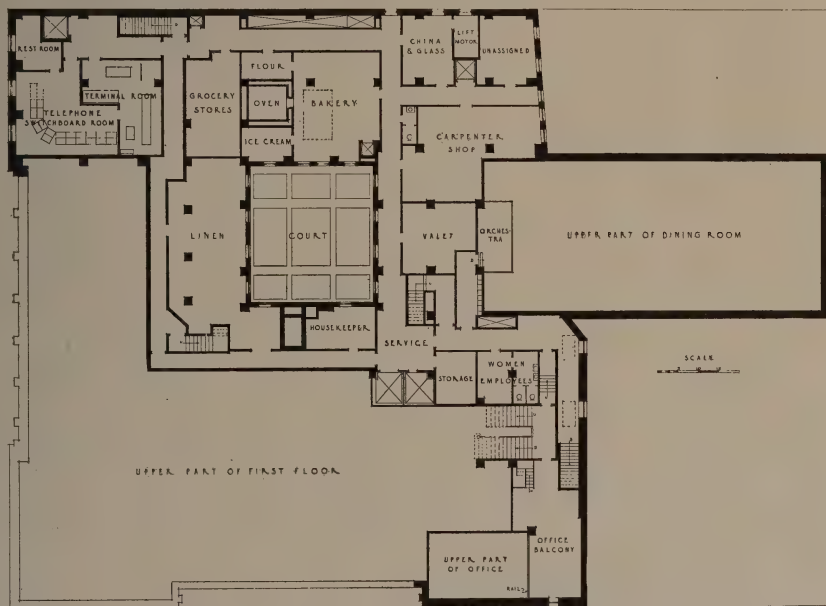 REST ROOM
TERMINAL ROOM
TELEPHONE
SWITCHBOARD ROOM
GROCERY
STORES
FLOUR
OVEN
BAKERY
ICE CREAM
CHINA
& GLASS
LIFT
MOTOR
UNASSIGNED
CARPENTER
SHOP
LINEN
COURT
VALET
ORCHES-
TRA
UPPER PART OF DINING ROOM
HOUSEKEEPER
SERVICE
STORAGE
WOMEN
EMPLOYEES
SCALE
UPPER PART OF FIRST FLOOR
UPPER PART
OF OFFICE
OFFICE
BALCONY
RAIL